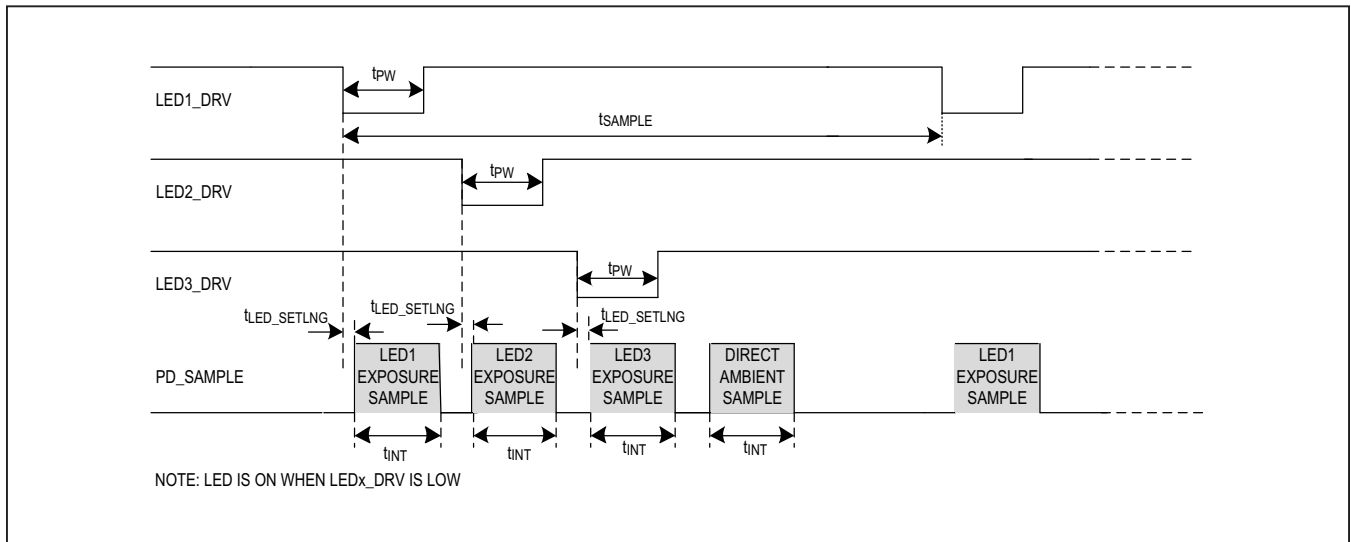 tPW
LED1_DRV
tSAMPLE
tPW
LED2_DRV
tPW
LED3_DRV
tLED_SETLNG
tLED_SETLNG
tLED_SETLNG
PD_SAMPLE
LED1
EXPOSURE
SAMPLE
LED2
EXPOSURE
SAMPLE
LED3
EXPOSURE
SAMPLE
DIRECT
AMBIENT
SAMPLE
LED1
EXPOSURE
SAMPLE
tINT
tINT
tINT
tINT
NOTE: LED IS ON WHEN LEDx_DRV IS LOW